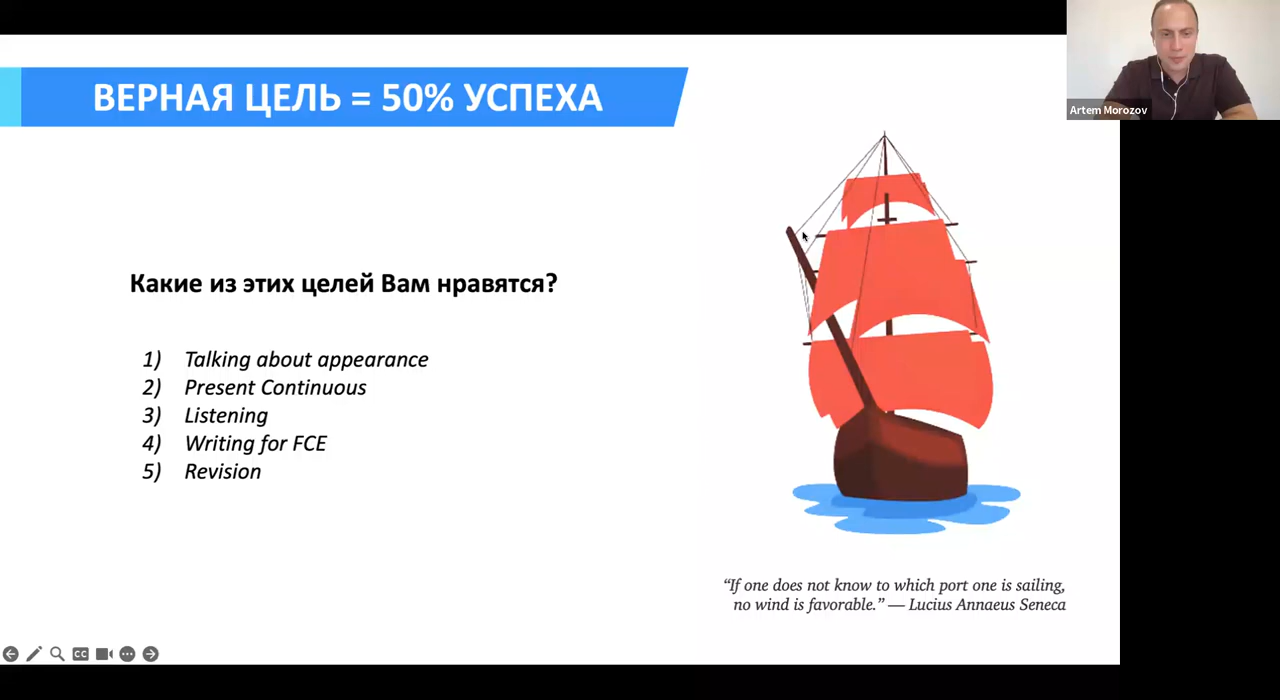 Artem Morozov
ВЕРНАЯ ЦЕЛЬ = 50% УСПЕХА
Какие из этих целей Вам нравятся?
1) Talking about appearance
2) Present Continuous
3) Listening
4) Writing for FCE
5) Revision
“If one does not know to which port one is sailing,
no wind is favorable.” — Lucius Annaeus Seneca
CC